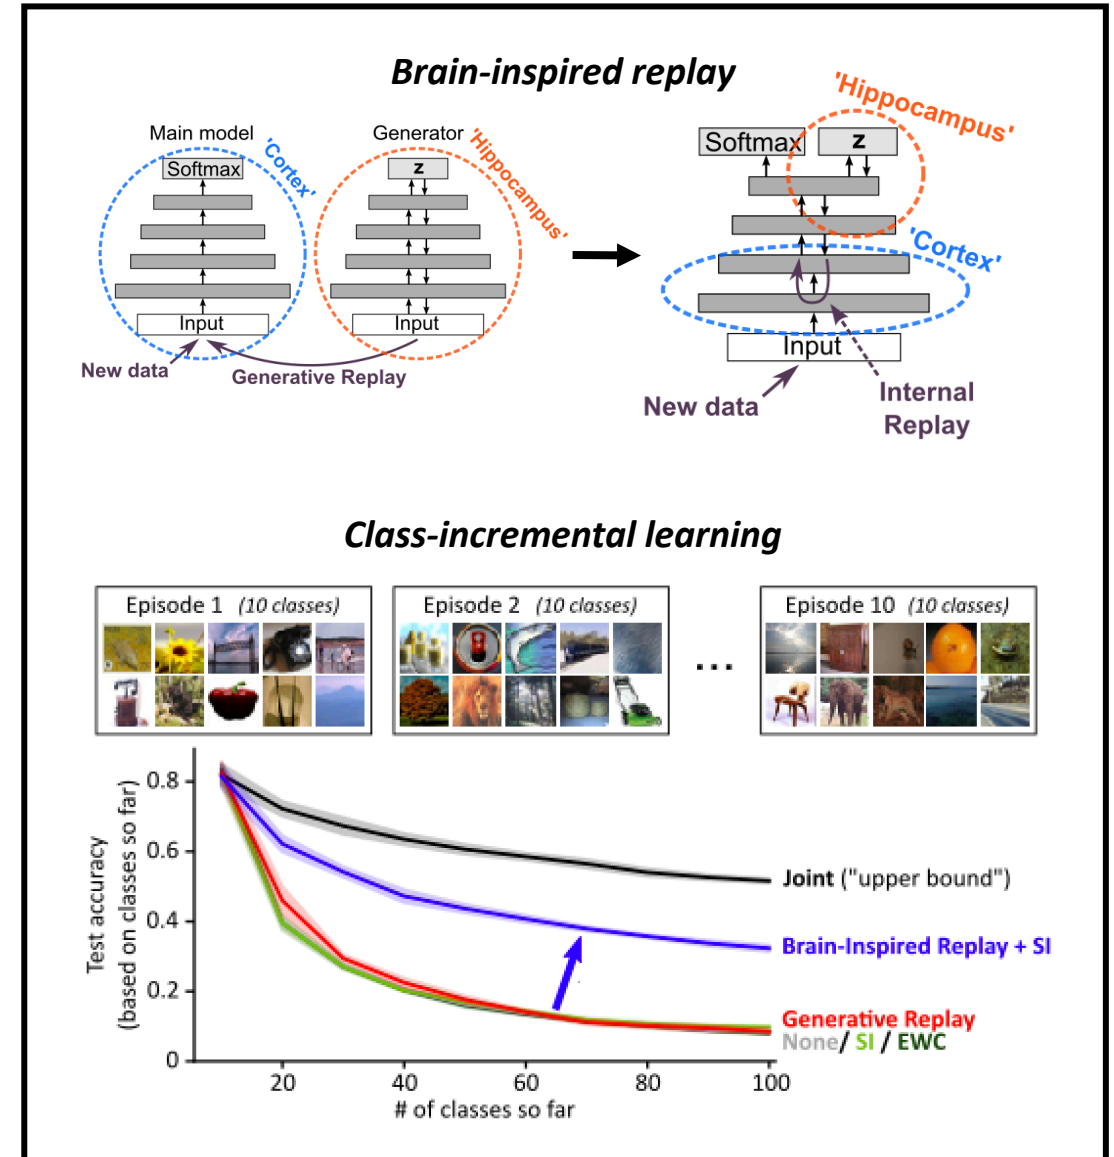 Brain-inspired replay
Main model
Generator
'Cortex'
'Hippocampus'
Softmax
z
Input
Input
New data
Generative Replay
'Hippocampus'
Softmax
z
'Cortex'
Input
New data
Internal
Replay
Class-incremental learning
Episode 1 (10 classes)
Episode 2 (10 classes)
...
Episode 10 (10 classes)
Test accuracy
(based on classes so far)
0.8
0.6
0.4
0.2
0
20
40
60
80
100
# of classes so far
Joint ("upper bound")
Brain-Inspired Replay + SI
Generative Replay
None/ SI / EWC